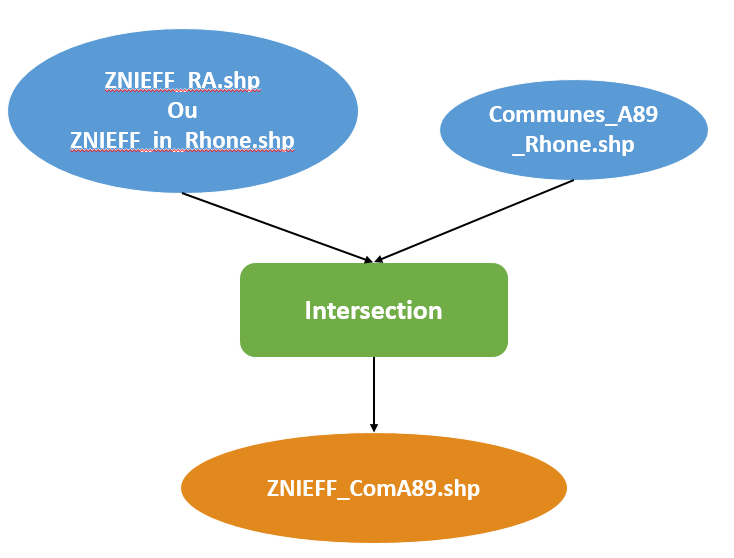 ZNIEFF_RA.shp
Ou
ZNIEFF_in_Rhone.shp
Communes_A89
_Rhone.shp
Intersection
ZNIEFF_ComA89.shp